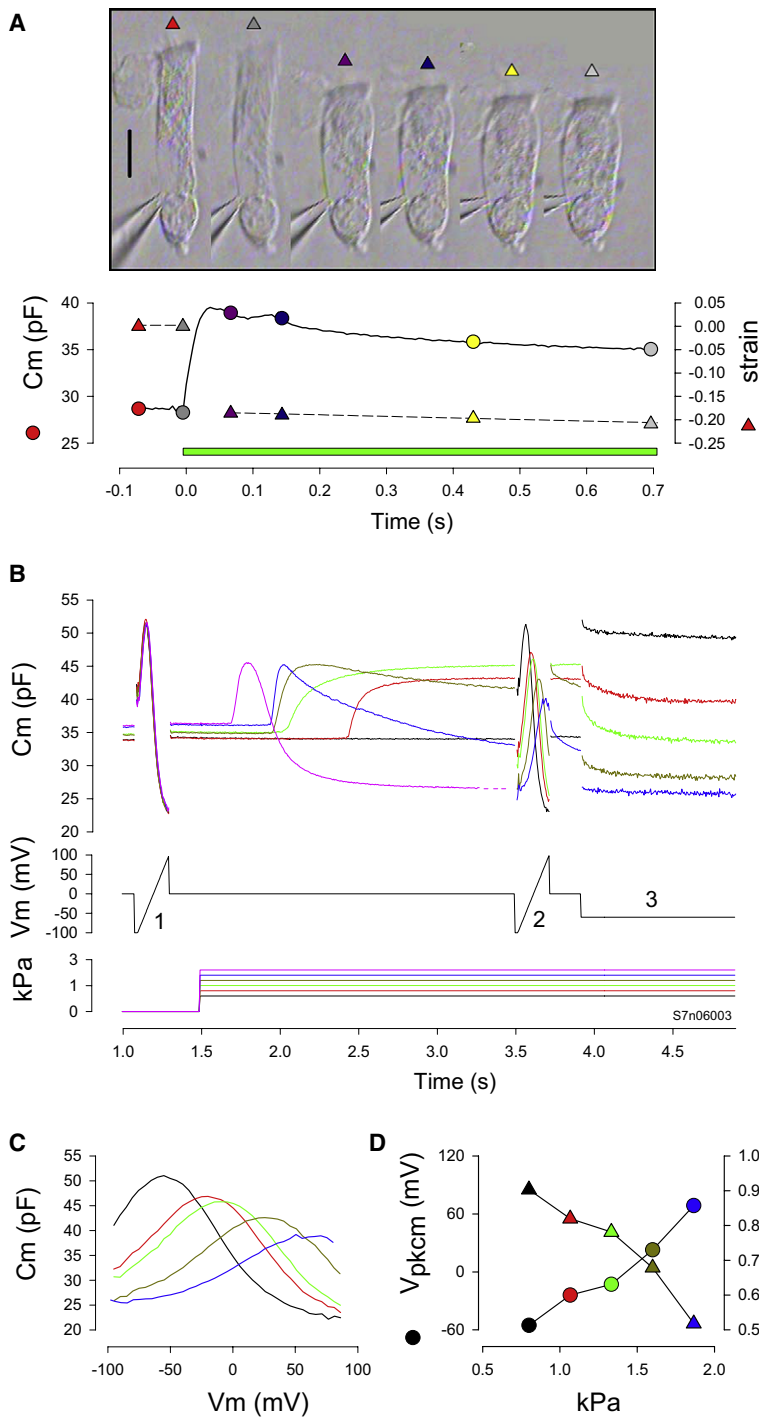 A
Cm (pF)
40
35
30
25
0.05
0.00
-0.05
-0.10
-0.15
-0.20
-0.25
strain
-0.1 0.0 0.1 0.2 0.3 0.4 0.5 0.6 0.7
Time (s)
B
Cm (pF)
55
50
45
40
35
30
25
20
Vm (mV)
100
50
0
-50
-100
1
2
3
kPa
3
2
1
0
S7n06003
1.0 1.5 2.0 2.5 3.0 3.5 4.0 4.5
Time (s)
C
Cm (pF)
55
50
45
40
35
30
25
20
-100 -50 0 50 100
Vm (mV)
D
Vpkcm (mV)
120
60
0
-60
1.0
0.9
0.8
0.7
0.6
0.5
0.5 1.0 1.5 2.0
kPa